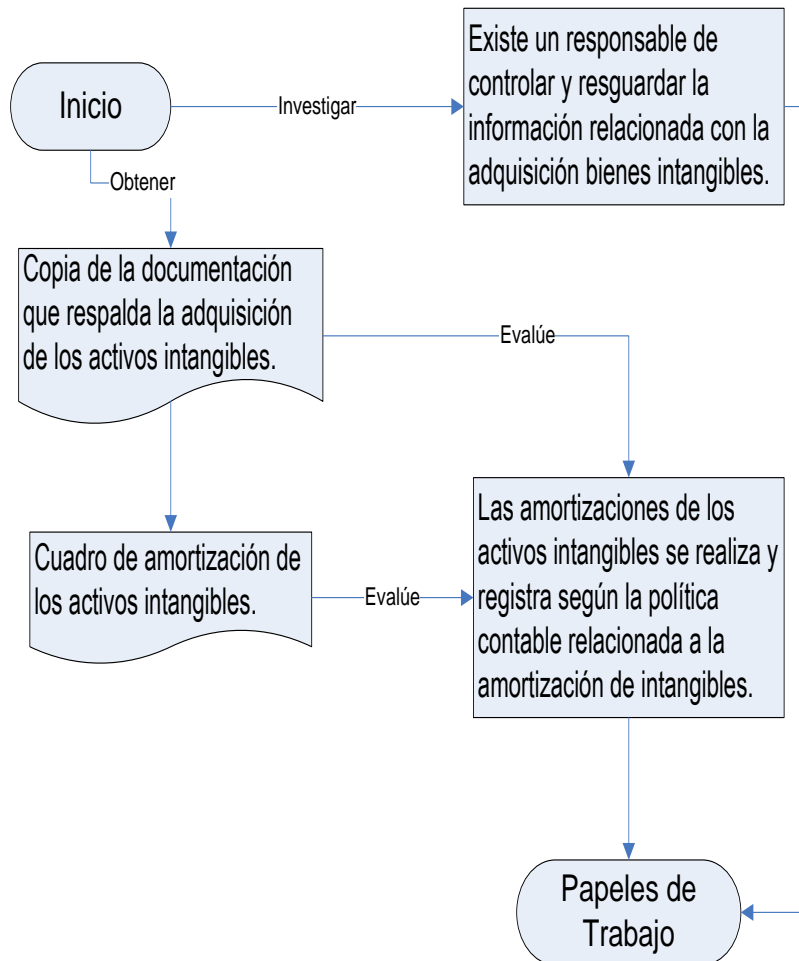 Inicio
Investigar
Existe un responsable de
controlar y resguardar la
información relacionada con la
adquisición bienes intangibles.
Obtener
Copia de la documentación
que respalda la adquisición
de los activos intangibles.
Evalúe
Cuadro de amortización de
los activos intangibles.
Evalúe
Las amortizaciones de los
activos intangibles se realiza y
registra según la política
contable relacionada a la
amortización de intangibles.
Papeles de
Trabajo